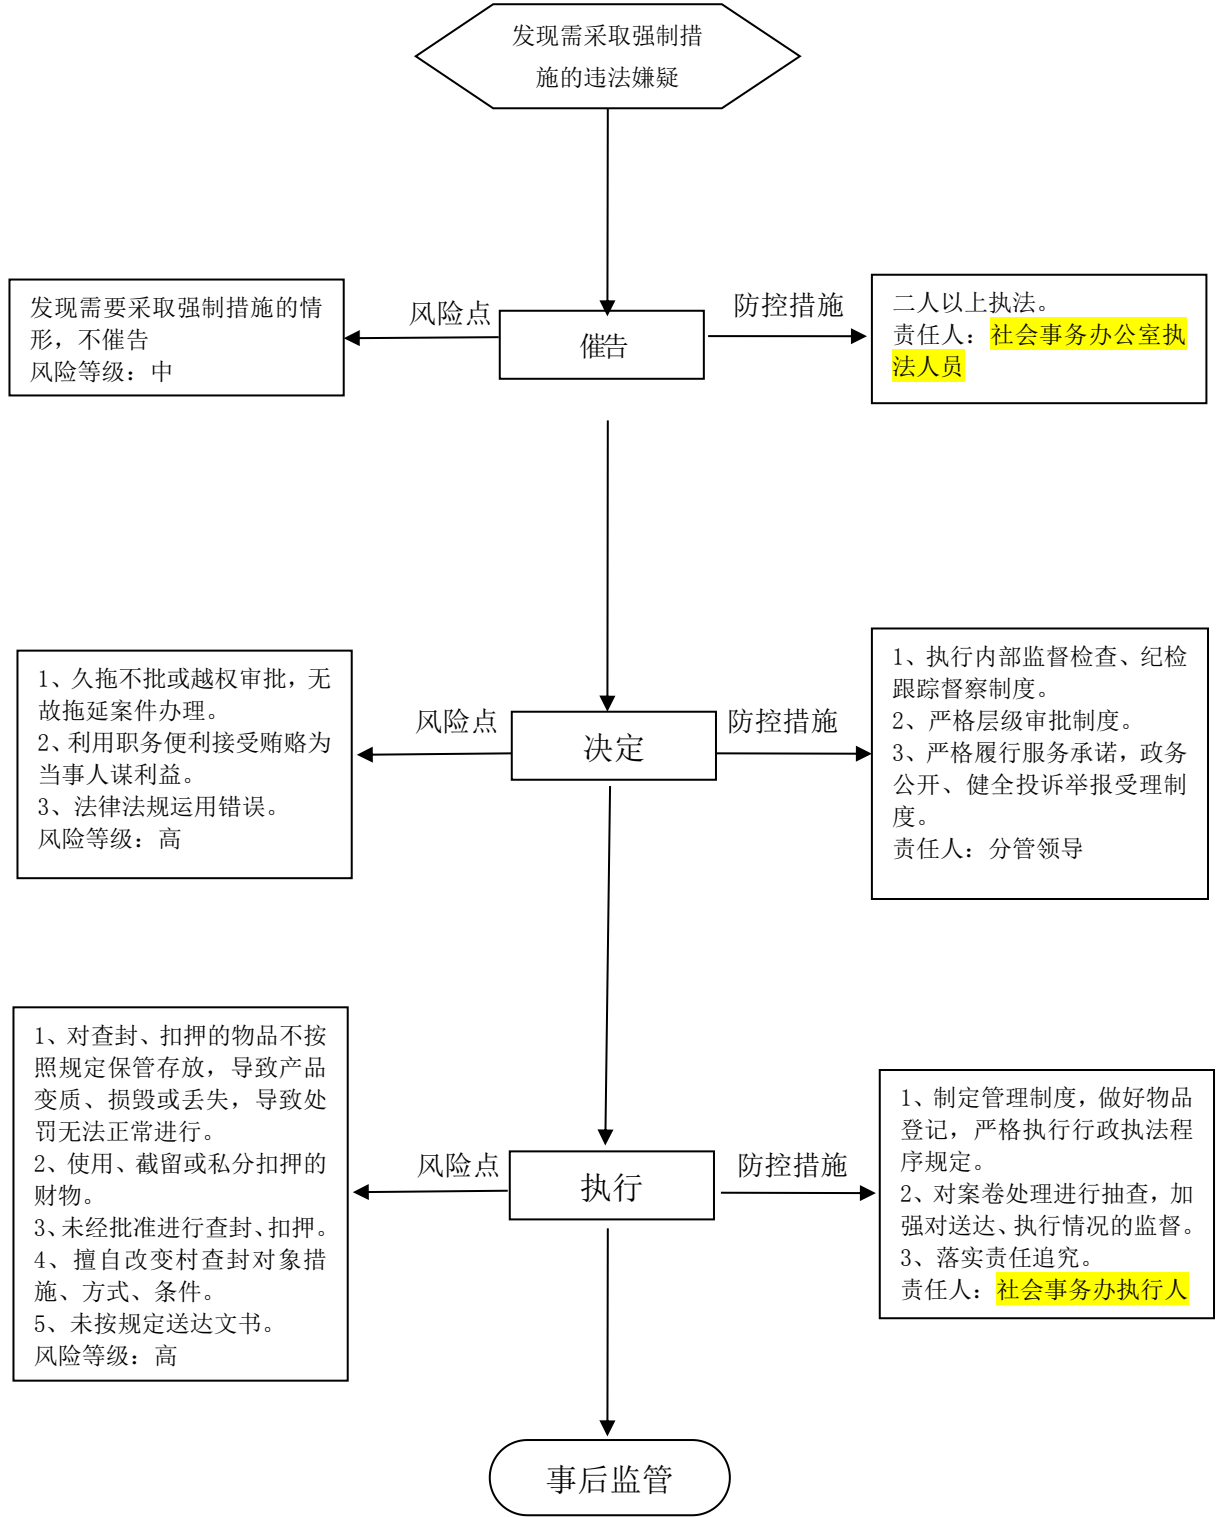 发现需采取强制措
施的违法嫌疑
发现需要采取强制措施的情
形，不催告
风险等级：中
风险点
催告
防控措施
二人以上执法。
责任人：社会事务办公室执
法人员
1、久拖不批或越权审批，无
故拖延案件办理。
2、利用职务便利接受贿赂为
当事人谋利益。
3、法律法规运用错误。
风险等级：高
风险点
决定
防控措施
1、执行内部监督检查、纪检
跟踪督察制度。
2、严格层级审批制度。
3、严格履行服务承诺，政务
公开、健全投诉举报受理制
度。
责任人：分管领导
1、对查封、扣押的物品不按
照规定保管存放，导致产品
变质、损毁或丢失，导致处
罚无法正常进行。
2、使用、截留或私分扣押的
财物。
3、未经批准进行查封、扣押。
4、擅自改变村查封对象措
施、方式、条件。
5、未按规定送达文书。
风险等级：高
风险点
执行
防控措施
1、制定管理制度，做好物品
登记，严格执行行政执法程
序规定。
2、对案卷处理进行抽查，加
强对送达、执行情况的监督。
3、落实责任追究。
责任人：社会事务办执行人
事后监管